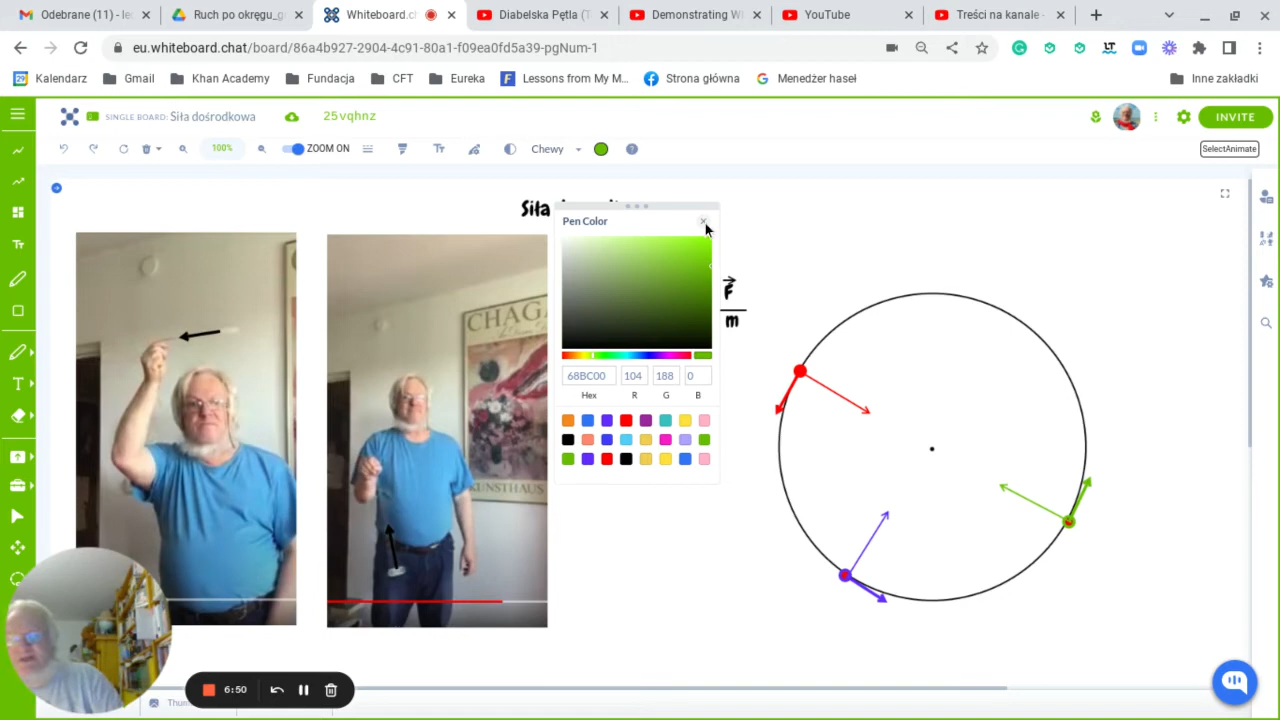 Odebrane (11) - le
Ruch po okręgu_g
Whiteboard.c
Diabelska Pętla (T
Demonstrating W
YouTube
Treści na kanale -
eu.whiteboard.chat/board/86a4b927-2904-4c91-80a1-f09ea0fd5a39-pgNum-1
Kalendarz
Gmail
Khan Academy
Fundacja
CFT
Eureka
Lessons from My M...
Strona główna
Menedżer haseł
Inne zakładki
SINGLE BOARD: Siła dośrodkowa
25vqhnz
INVITE
100%
ZOOM ON
Chewy
SelectAnimate
Siła
Pen Color
68BC00
104
188
0
Hex
R
G
B
F
m
CHAGA
KUNSTHAUS
6:50
Thum